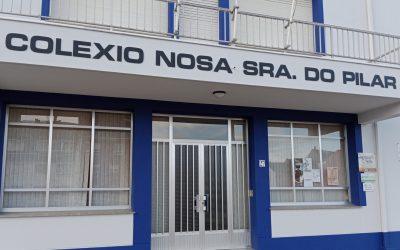 COLEXIO NOSA SRA. DO PILAR